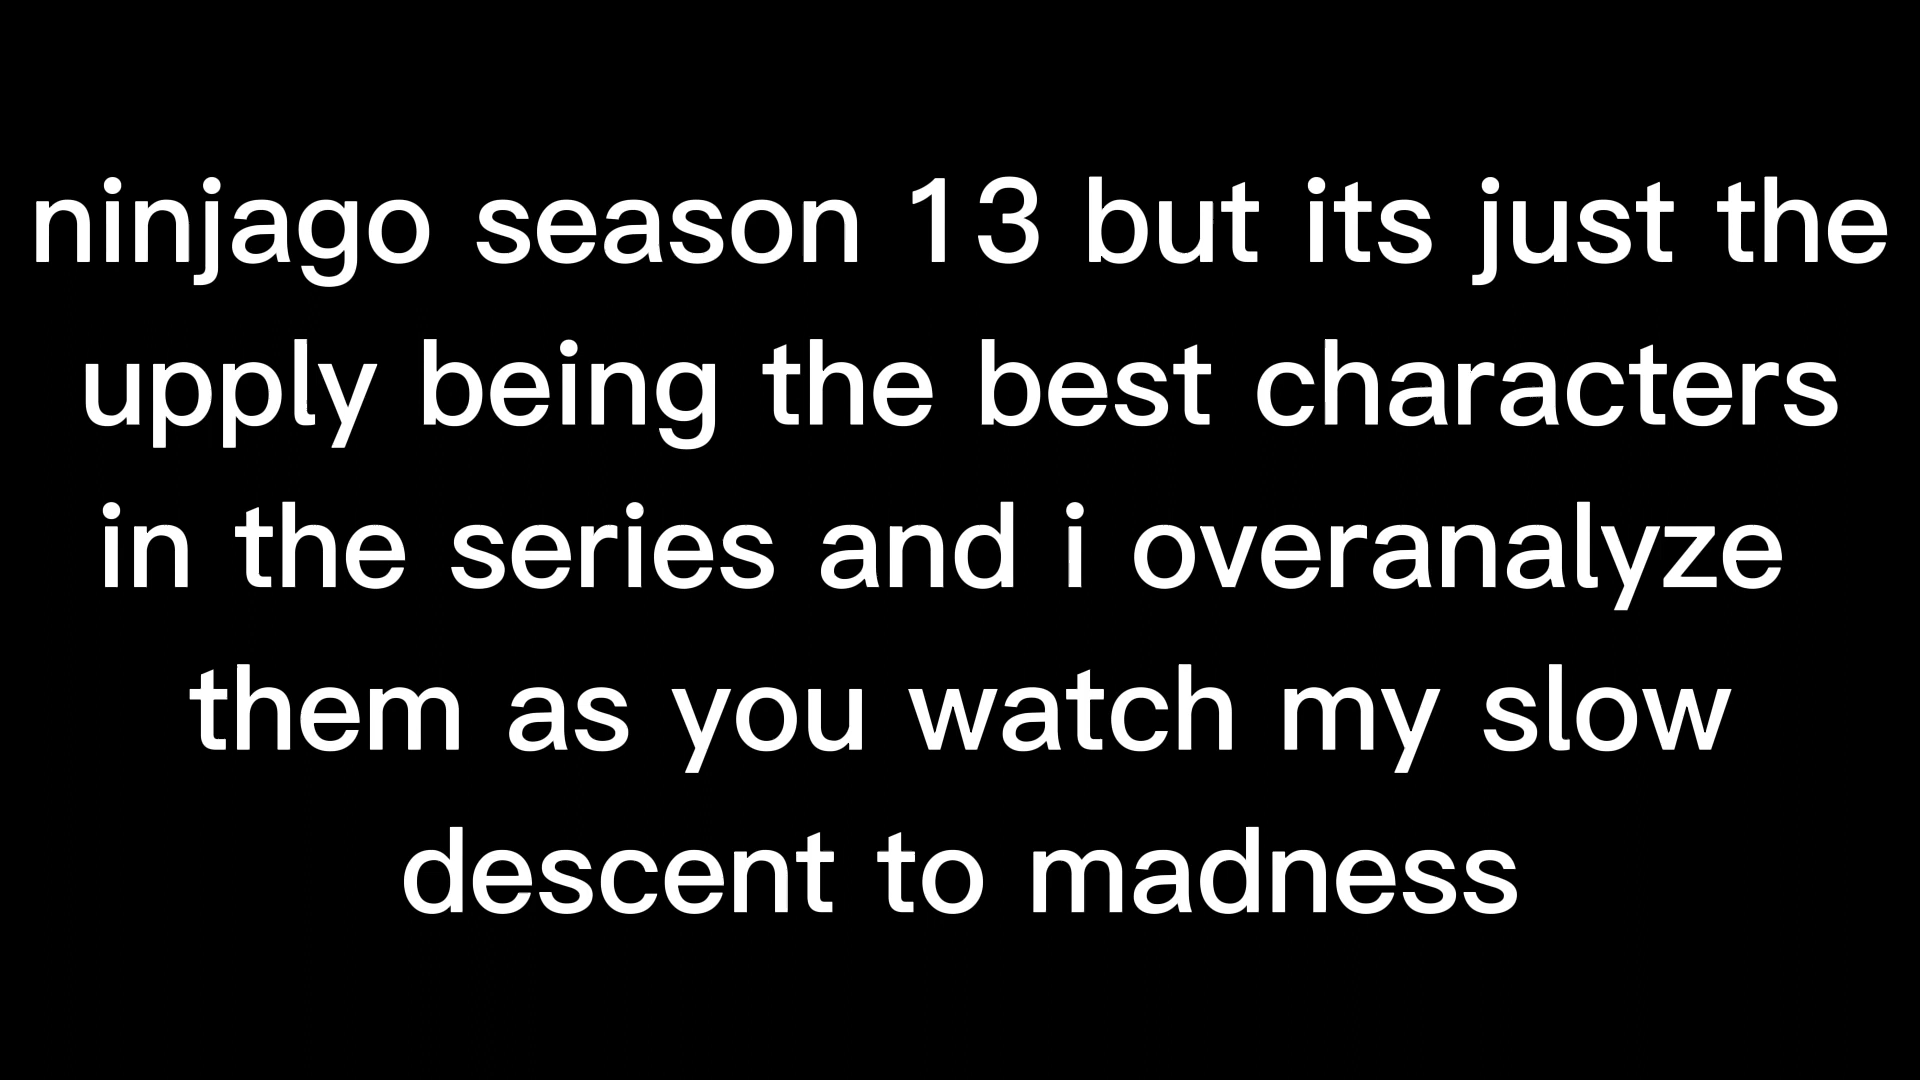 ninjago season 13 but its just the
upply being the best characters
in the series and i overanalyze
them as you watch my slow
descent to madness